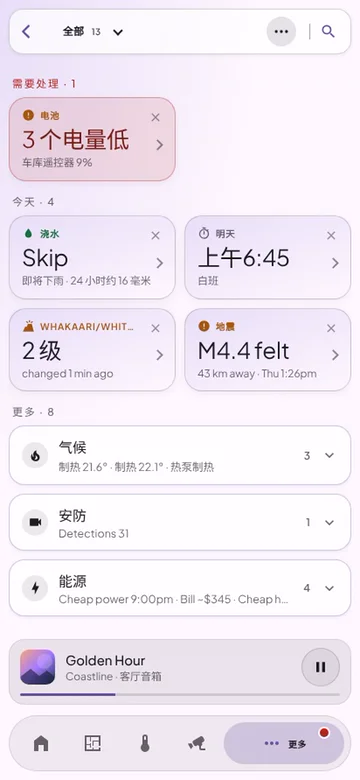 全部 13
需要处理 · 1
电池
3 个电量低
车库遥控器 9%
今天 · 4
浇水
Skip
即将下雨 · 24 小时约 16 毫米
明天
上午6:45
白班
WHAKAARI/WHIT...
2 级
changed 1 min ago
地震
M4.4 felt
43 km away · Thu 1:26pm
更多 · 8
气候
制热 21.6° · 制热 22.1° · 热泵制热
3
安防
Detections 31
1
能源
Cheap power 9:00pm · Bill ~$345 · Cheap h...
4
Golden Hour
Coastline · 客厅音箱
更多